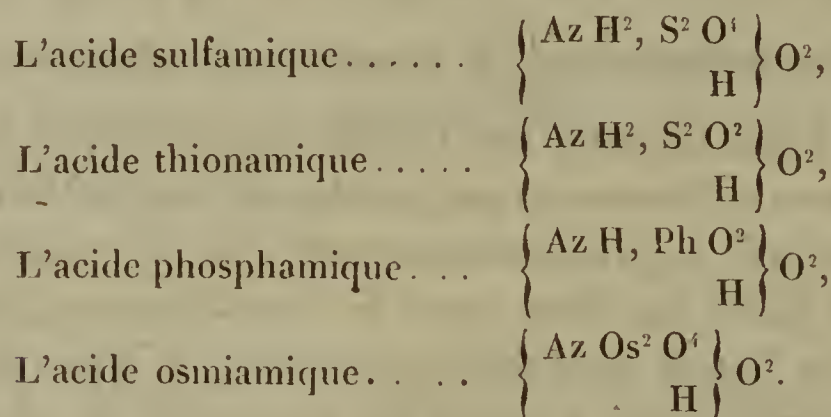 L'acide sulfamique...... { Az H², S² O⁴
H } O²,
L'acide thionamique..... { Az H², S² O²
H } O²,
L'acide phosphamique... { Az H, Ph O²
H } O²,
L'acide osmiamique. . .. { Az Os² O⁴
H } O².